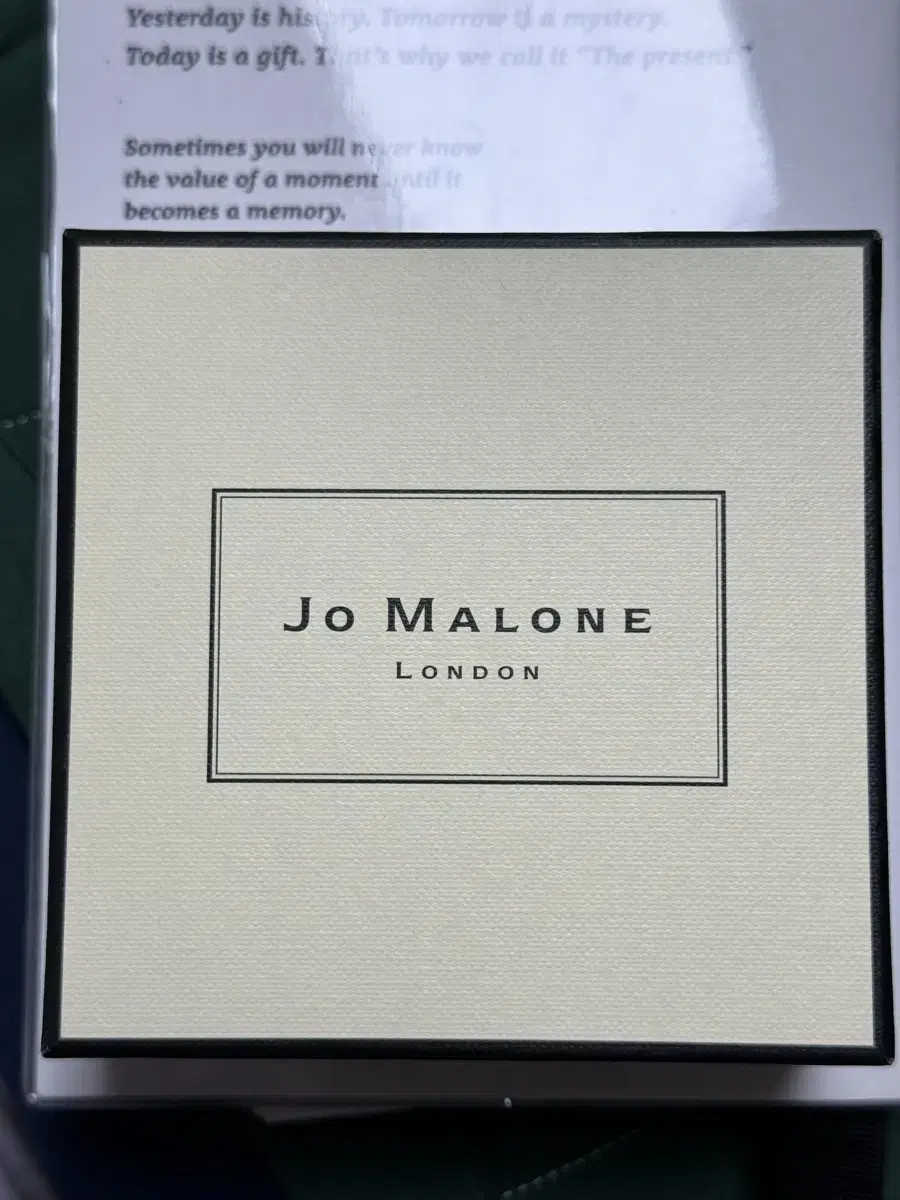 Yesterday is history. Tomorrow is a mystery.
Today is a gift. That's why we call it "The present."
Sometimes you will never know
the value of a moment until it
becomes a memory.
JO MALONE
LONDON